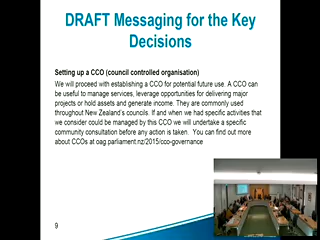 DRAFT Messaging for the Key
Decisions
Setting up a CCO (council controlled organisation)
We will proceed with establishing a CCO for potential future use. A CCO can
be useful to manage services, leverage opportunities for delivering major
projects or hold assets and generate income. They are commonly used
throughout New Zealand's councils. If and when we had specific activities that
we consider could be managed by this CCO we will undertake a specific
community consultation before any action is taken.  You can find out more
about CCOs at oag.parliament.nz/2015/cco-governance
9